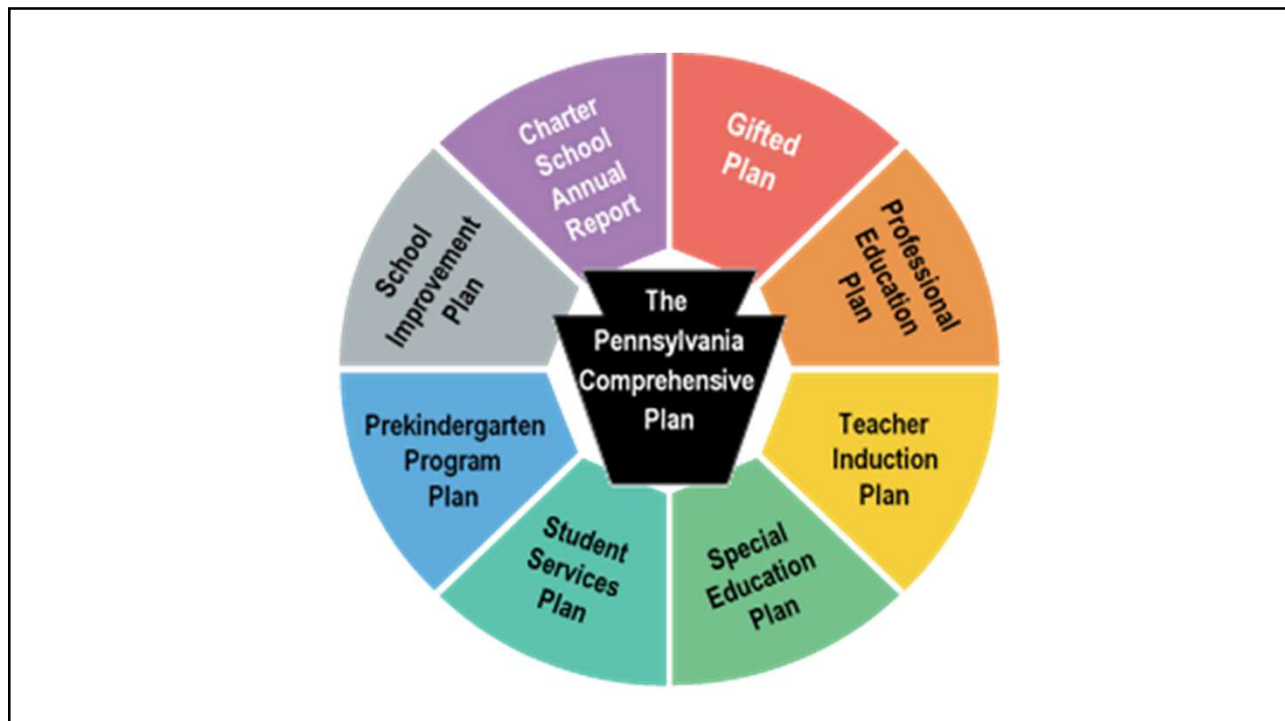 Charter
School
Annual
Report
Gifted
Plan
Professional
Education
Plan
Teacher
Induction
Plan
Special
Education
Plan
Student
Services
Plan
Prekindergarten
Program
Plan
School
Improvement
Plan
The
Pennsylvania
Comprehensive
Plan